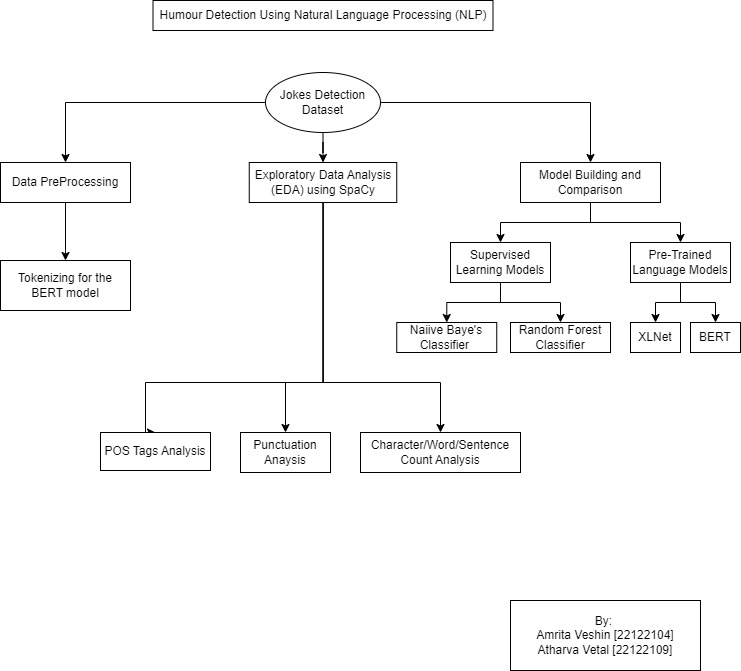 Humour Detection Using Natural Language Processing (NLP)
Jokes Detection
Dataset
Data PreProcessing
Exploratory Data Analysis
(EDA) using SpaCy
Model Building and
Comparison
Tokenizing for the
BERT model
Supervised
Learning Models
Pre-Trained
Language Models
Naiive Baye's
Classifier
Random Forest
Classifier
XLNet
BERT
POS Tags Analysis
Punctuation
Anaysis
Character/Word/Sentence
Count Analysis
By:
Amrita Veshin [22122104]
Atharva Vetal [22122109]